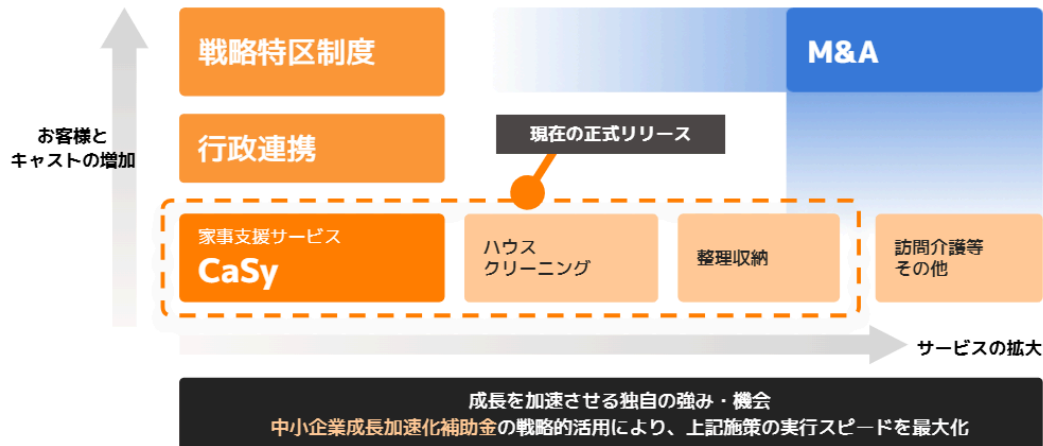 戦略特区制度
M&A
お客様と
キャストの増加
行政連携
現在の正式リリース
家事支援サービス
CaSy
ハウス
クリーニング
整理収納
訪問介護等
その他
サービスの拡大
成長を加速させる独自の強み・機会
中小企業成長加速化補助金の戦略的活用により、上記施策の実行スピードを最大化